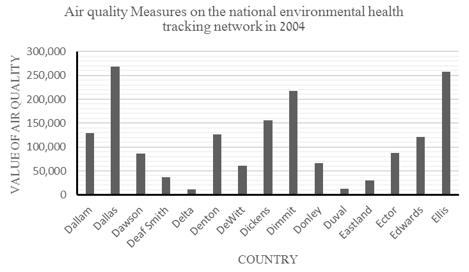 Air quality Measures on the national environmental health
tracking network in 2004
VALUE OF AIR QUALITY
300,000
250,000
200,000
150,000
100,000
50,000
0
Dallam
Dallas
Dawson
Deaf Smith
Delta
Denton
DeWitt
Dickens
Dimmit
Donley
Duval
Eastland
Ector
Edwards
Ellis
COUNTRY